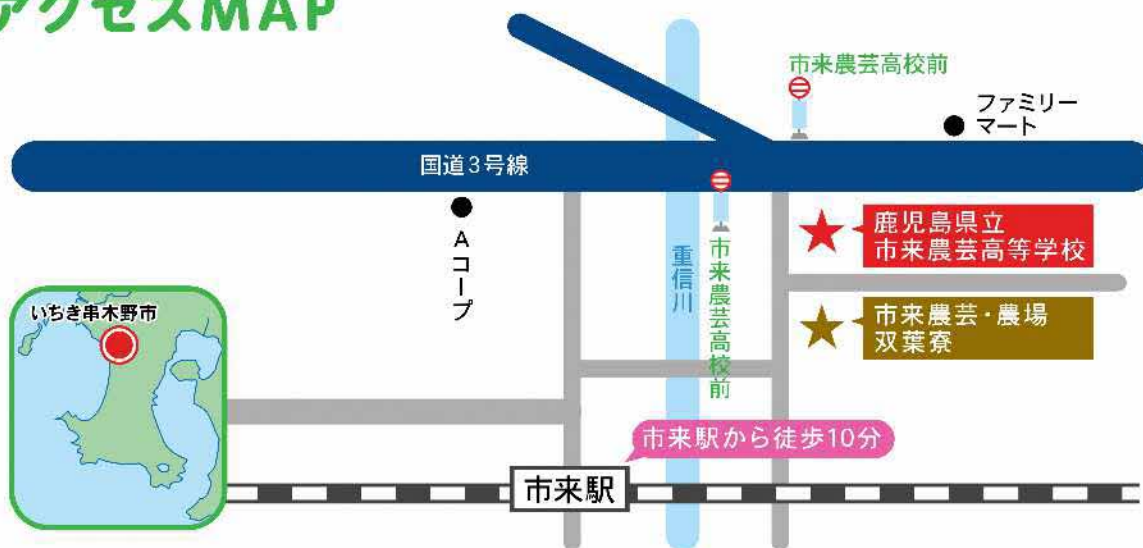 アクセスMAP
市来農芸高校前
ファミリー
マート
国道3号線
Aコープ
重信川
市来農芸高校前
鹿児島県立
市来農芸高等学校
市来農芸・農場
双葉寮
いちき串木野市
市来駅から徒歩10分
市来駅